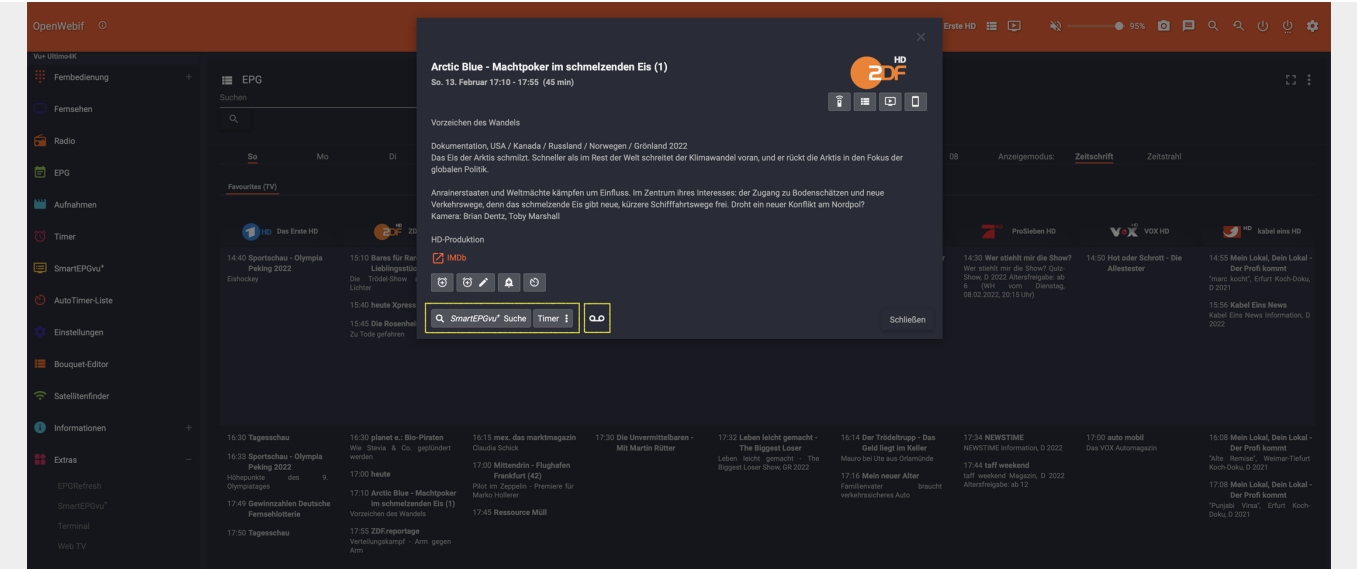 OpenWebif
Erste HD
95%
Vu+ Ultimo4K
Fernbedienung
Fernsehen
Radio
EPG
Aufnahmen
Timer
SmartEPGvu+
AutoTimer-Liste
Einstellungen
Bouquet-Editor
Satellitenfinder
Informationen
Extras
EPGRefresh
SmartEPGvu+
Terminal
Web TV
EPG
Suchen
So Mo Di
08 Anzeigemodus: Zeitschrift Zeitstrahl
Favourites (TV)
Arctic Blue - Machtpoker im schmelzenden Eis (1)
So. 13. Februar 17:10 - 17:55 (45 min)
HD
ZDF
Vorzeichen des Wandels
Dokumentation, USA / Kanada / Russland / Norwegen / Grönland 2022
Das Eis der Arktis schmilzt. Schneller als im Rest der Welt schreitet der Klimawandel voran, und er rückt die Arktis in den Fokus der
globalen Politik.
Anrainerstaaten und Weltmächte kämpfen um Einfluss. Im Zentrum ihres Interesses: der Zugang zu Bodenschätzen und neue
Verkehrswege, denn das schmelzende Eis gibt neue, kürzere Schifffahrtswege frei. Droht ein neuer Konflikt am Nordpol?
Kamera: Brian Dentz, Toby Marshall
HD-Produktion
IMDb
SmartEPGvu+ Suche Timer
Schließen
HD Das Erste HD
14:40 Sportschau - Olympia
Peking 2022
Eishockey
16:30 Tagesschau
16:33 Sportschau - Olympia
Peking 2022
Höhepunkte des 9.
Olympiatages
17:49 Gewinnzahlen Deutsche
Fernsehlotterie
17:50 Tagesschau
HD
ZDF ZD
15:10 Bares für Rar
Lieblingsstüc
Die Trödel-Show
Lichter
15:40 heute Xpress
15:45 Die Rosenhei
Zu Tode gefahren
16:30 planet e.: Bio-Piraten
Wie Stevia & Co. geplündert
werden
17:00 heute
17:10 Arctic Blue - Machtpoker
im schmelzenden Eis (1)
Vorzeichen des Wandels
17:55 ZDF.reportage
Verteilungskampf - Arm gegen
Arm
16:15 mes. das marktmagazin
Claudia Schick
17:00 Mittendrin - Flughafen
Frankfurt (42)
Pilot im Zeppelin - Premiere für
Marko Hollerer
17:45 Ressource Müll
17:30 Die Unvermittelbaren -
Mit Martin Rütter
17:32 Leben leicht gemacht -
The Biggest Loser
Leben leicht gemacht - The
Biggest Loser Show, GR 2022
16:14 Der Trödeltrupp - Das
Geld liegt im Keller
Mauro bei Ute aus Orlamünde
17:16 Mein neuer Alter
Familienvater braucht
verkehrssicheres Auto
ProSieben HD
14:30 Wer stiehlt mir die Show?
Wer stiehlt mir die Show? Quiz-
Show, D 2022 Altersfreigabe: ab
6 (WH vom Dienstag,
08.02.2022, 20:15 Uhr)
17:34 NEWSTIME
NEWSTIME Information, D 2022
17:44 taff weekend
taff weekend Magazin, D 2022
Altersfreigabe: ab 12
HD
VOX VOX HD
14:50 Hot oder Schrott - Die
Allestester
17:00 auto mobil
Das VOX Automagazin
HD kabel eins HD
14:55 Mein Lokal, Dein Lokal -
Der Profi kommt
"marc kocht", Erfurt Koch-Doku,
D 2021
15:56 Kabel Eins News
Kabel Eins News Information, D
2022
16:08 Mein Lokal, Dein Lokal -
Der Profi kommt
"Alte Remise", Weimar-Tiefurt
Koch-Doku, D 2021
17:08 Mein Lokal, Dein Lokal -
Der Profi kommt
"Punjabi Virsa", Erfurt Koch-
Doku, D 2021